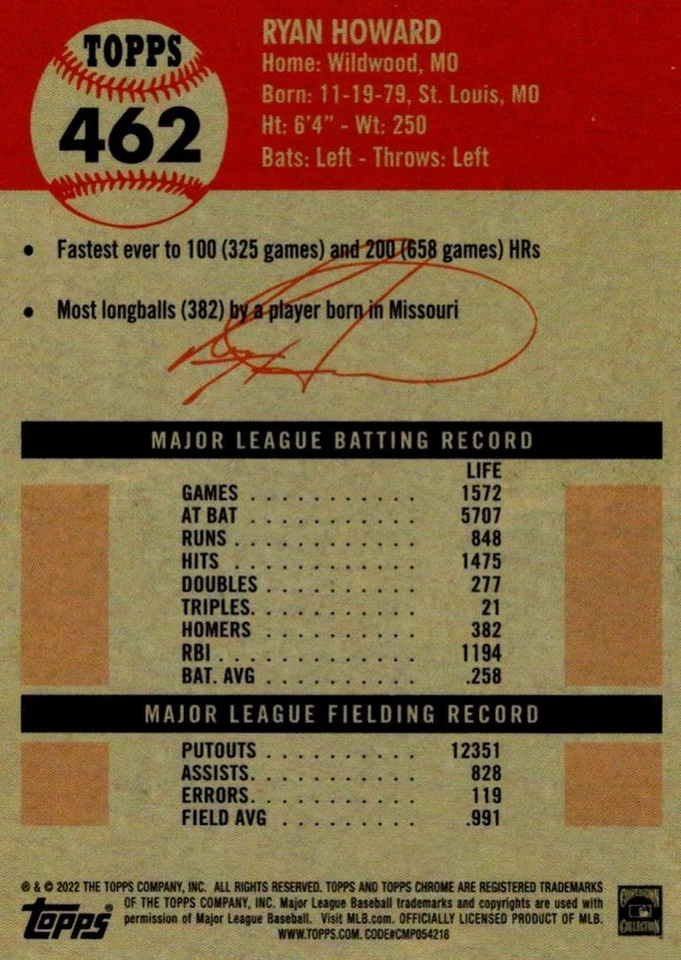 TOPPS
462
RYAN HOWARD
Home: Wildwood, MO
Born: 11-19-79, St. Louis, MO
Ht: 6'4" - Wt: 250
Bats: Left - Throws: Left
• Fastest ever to 100 (325 games) and 200 (658 games) HRs
• Most longballs (382) by a player born in Missouri
MAJOR LEAGUE BATTING RECORD
LIFE
GAMES . . . . . . . . . . . 1572
AT BAT . . . . . . . . . . . 5707
RUNS . . . . . . . . . . . . 848
HITS . . . . . . . . . . . . 1475
DOUBLES . . . . . . . . . . 277
TRIPLES. . . . . . . . . . . 21
HOMERS . . . . . . . . . . 382
RBI . . . . . . . . . . . . . 1194
BAT. AVG . . . . . . . . . . .258
MAJOR LEAGUE FIELDING RECORD
PUTOUTS . . . . . . . . . . 12351
ASSISTS. . . . . . . . . . . 828
ERRORS. . . . . . . . . . . 119
FIELD AVG . . . . . . . . . .991
® & © 2022 THE TOPPS COMPANY, INC. ALL RIGHTS RESERVED. TOPPS AND TOPPS CHROME ARE REGISTERED TRADEMARKS
OF THE TOPPS COMPANY, INC. Major League Baseball trademarks and copyrights are used with
permission of Major League Baseball. Visit MLB.com. OFFICIALLY LICENSED PRODUCT OF MLB.
WWW.TOPPS.COM. CODE#CMP054216
TOPPS®